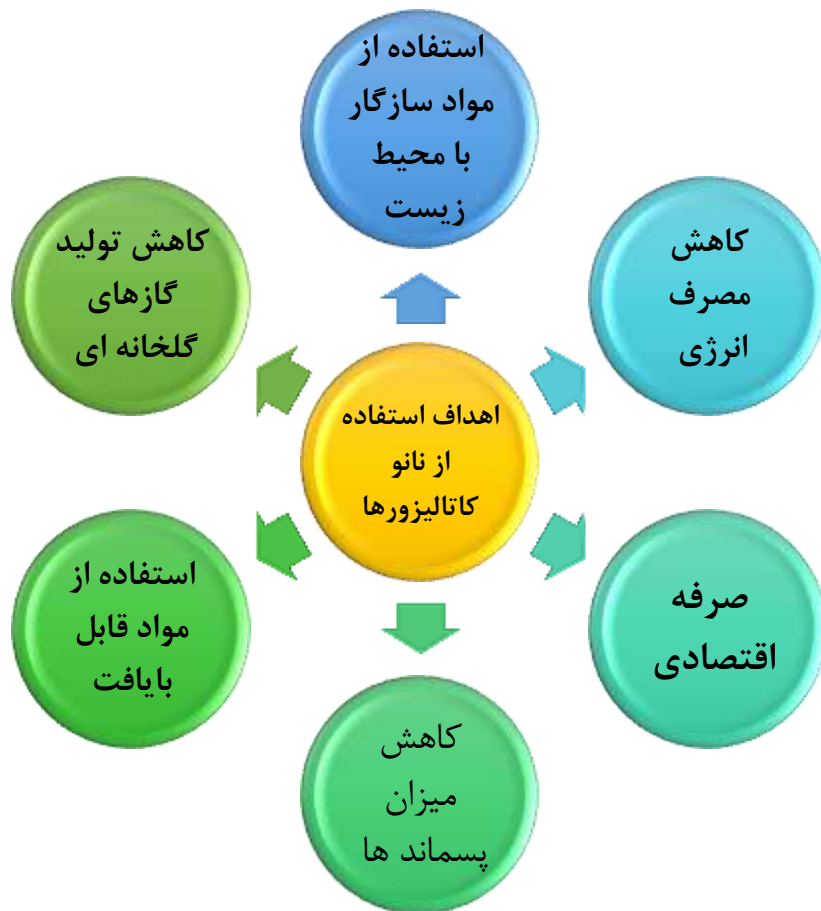 استفاده از
مواد سازگار
با محیط
زیست
کاهش
مصرف
انرژی
صرفه
اقتصادی
کاهش
میزان
پسماند ها
استفاده از
مواد قابل
بایافت
کاهش تولید
گازهای
گلخانه ای
اهداف استفاده
از نانو
کاتالیزورها